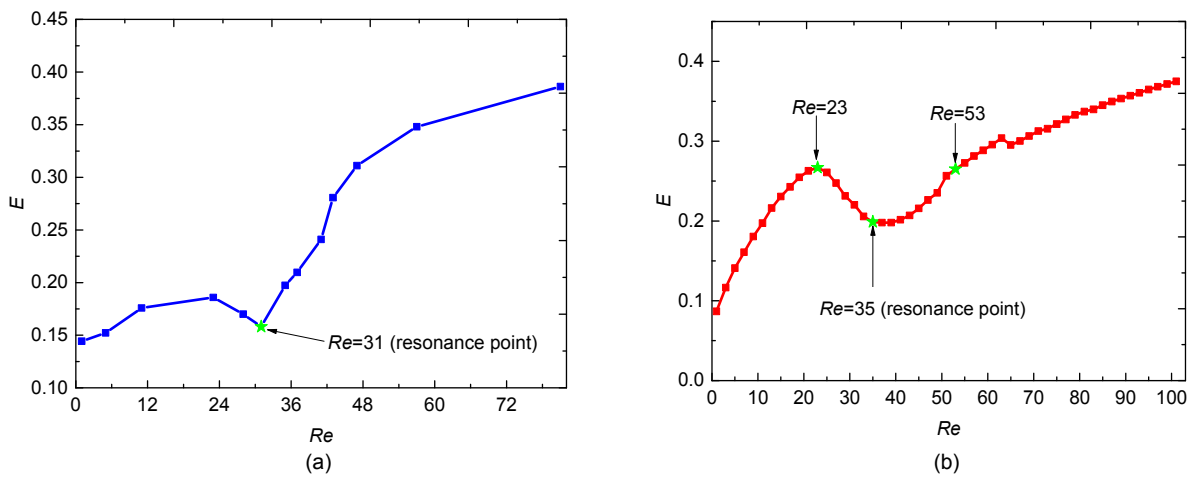 0.45
0.40
0.35
0.30
0.25
0.20
0.15
0.10
E
0 12 24 36 48 60 72
Re
Re=31 (resonance point)
(a)
0.4
0.3
0.2
0.1
0.0
E
0 10 20 30 40 50 60 70 80 90 100
Re
Re=23
Re=53
Re=35 (resonance point)
(b)